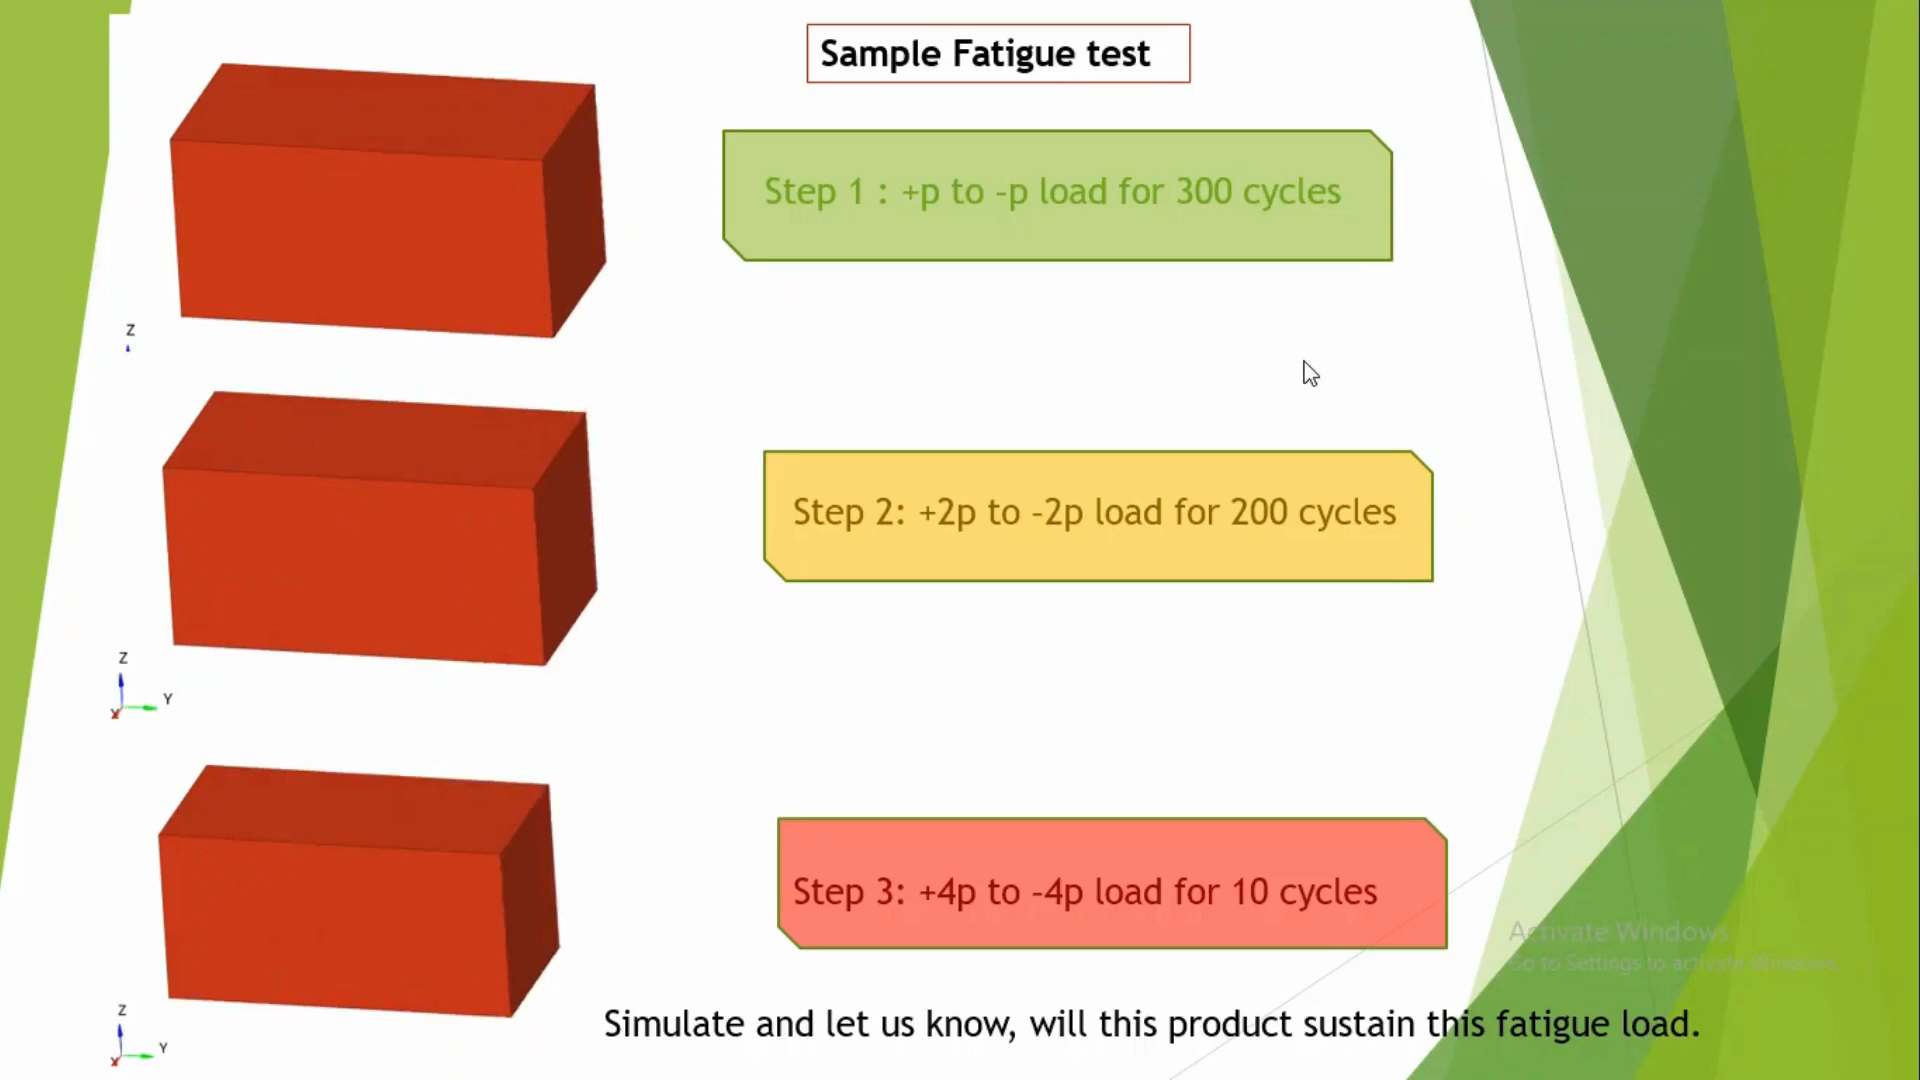 Sample Fatigue test
Step 1 : +p to -p load for 300 cycles
Z
Step 2: +2p to -2p load for 200 cycles
Z
Y
X
Step 3: +4p to -4p load for 10 cycles
Activate Windows
Go to Settings to activate Windows.
Z
Y
X
Simulate and let us know, will this product sustain this fatigue load.